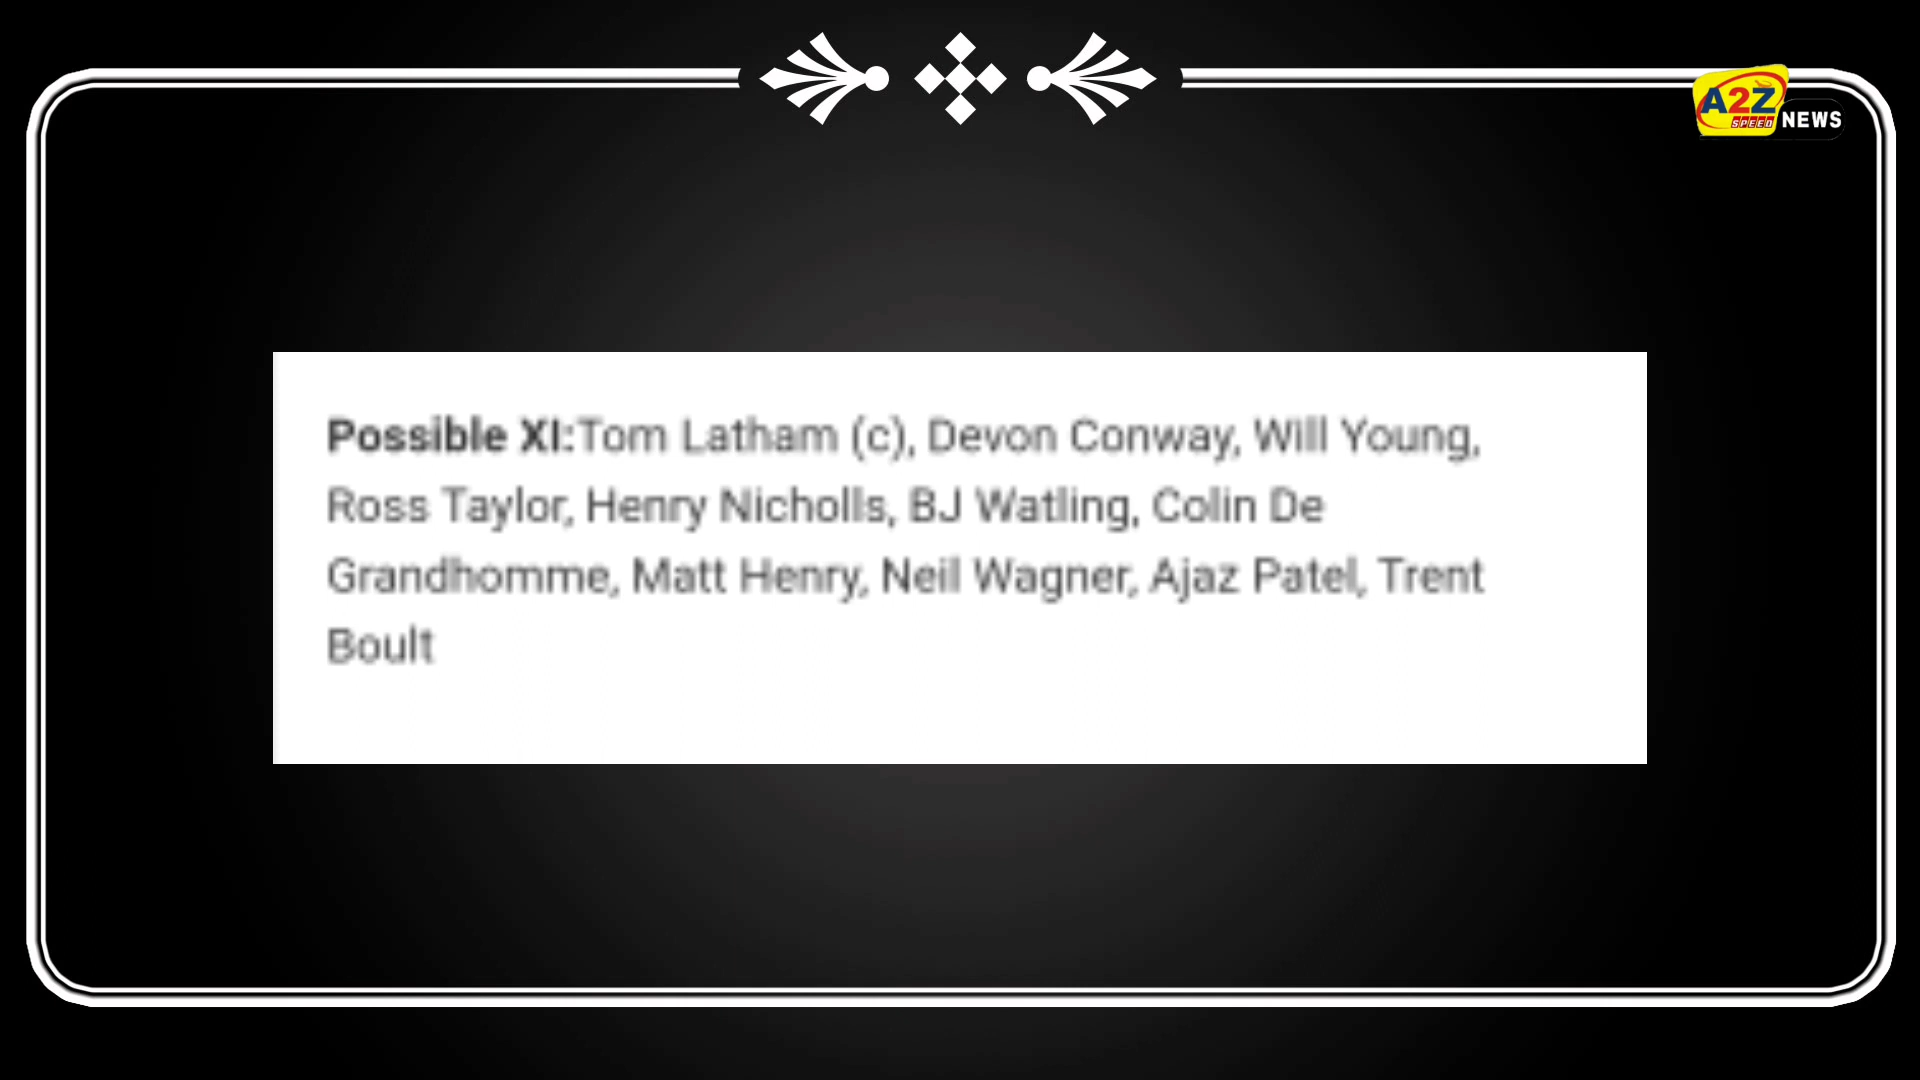 A2Z
SPEED
NEWS
Possible XI:Tom Latham (c), Devon Conway, Will Young,
Ross Taylor, Henry Nicholls, BJ Watling, Colin De
Grandhomme, Matt Henry, Neil Wagner, Ajaz Patel, Trent
Boult